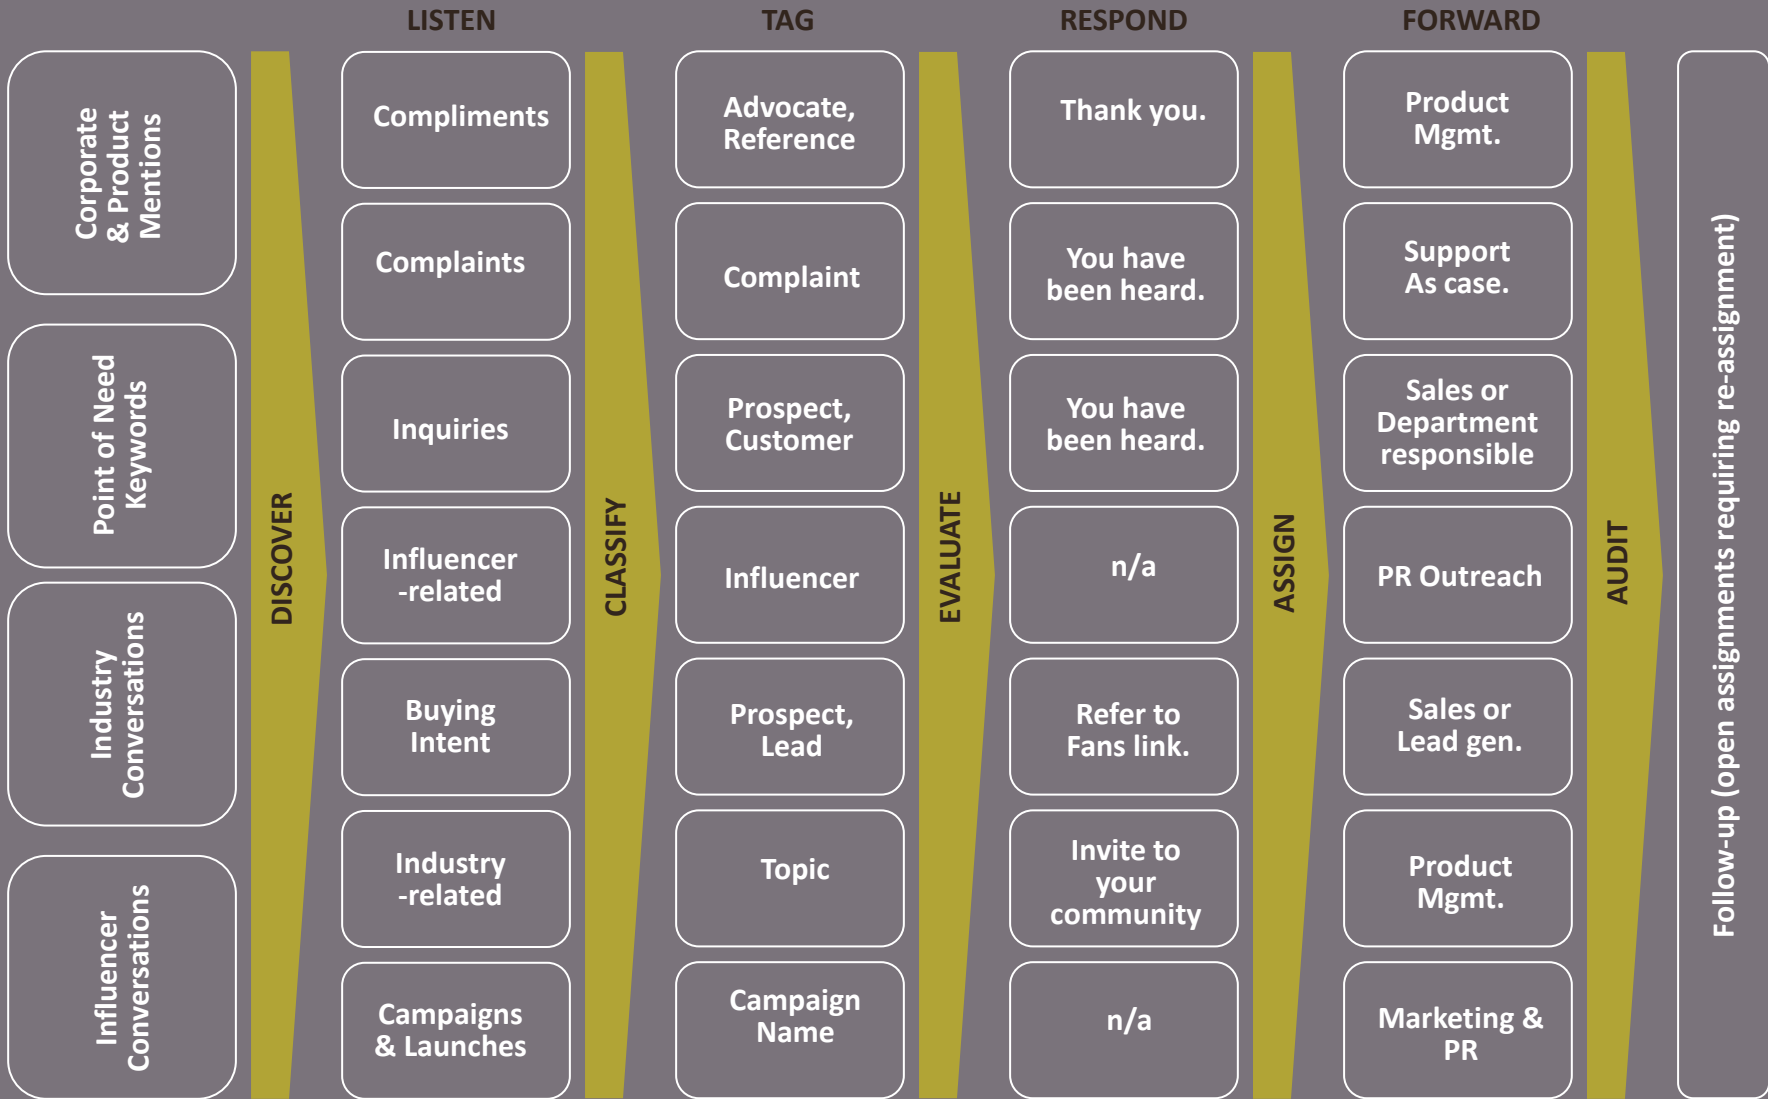 LISTEN
TAG
RESPOND
FORWARD
Corporate
& Product
Mentions
Point of Need
Keywords
Industry
Conversations
Influencer
Conversations
DISCOVER
Compliments
Complaints
Inquiries
Influencer
-related
Buying
Intent
Industry
-related
Campaigns
& Launches
CLASSIFY
Advocate,
Reference
Complaint
Prospect,
Customer
Influencer
Prospect,
Lead
Topic
Campaign
Name
EVALUATE
Thank you.
You have
been heard.
You have
been heard.
n/a
Refer to
Fans link.
Invite to
your
community
n/a
ASSIGN
Product
Mgmt.
Support
As case.
Sales or
Department
responsible
PR Outreach
Sales or
Lead gen.
Product
Mgmt.
Marketing &
PR
AUDIT
Follow-up (open assignments requiring re-assignment)